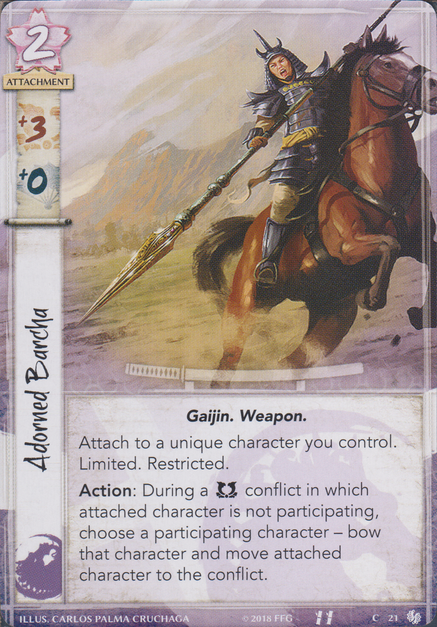 2
ATTACHMENT
+3
+0
Adorned Barcha
Gaijin. Weapon.
Attach to a unique character you control.
Limited. Restricted.
Action: During a conflict in which
attached character is not participating,
choose a participating character – bow
that character and move attached
character to the conflict.
ILLUS. CARLOS PALMA CRUCHAGA © 2018 FFG 11 C 21